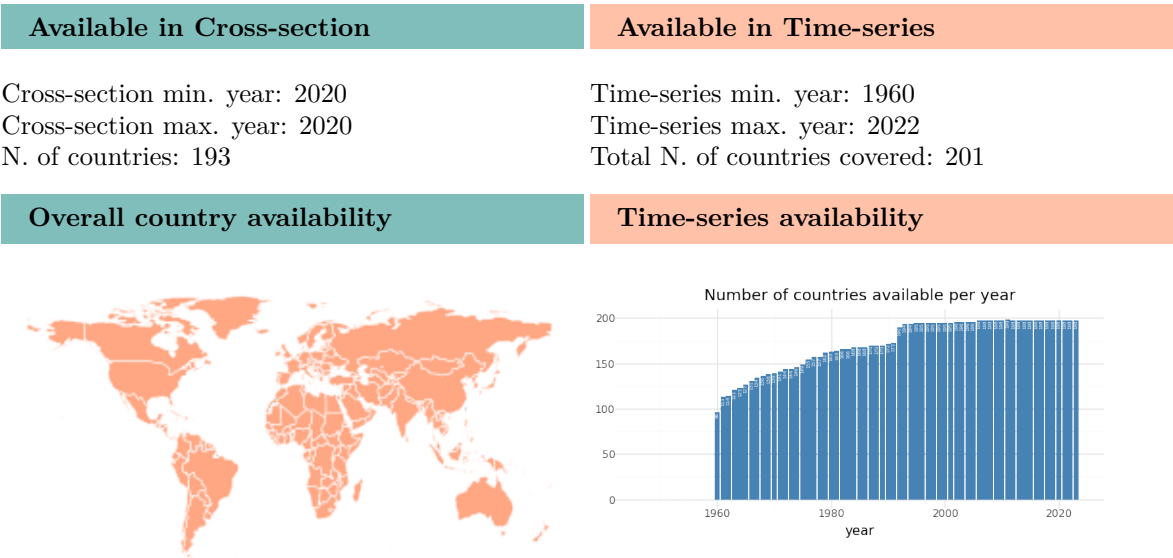 Available in Cross-section
Cross-section min. year: 2020
Cross-section max. year: 2020
N. of countries: 193
Available in Time-series
Time-series min. year: 1960
Time-series max. year: 2022
Total N. of countries covered: 201
Overall country availability
Time-series availability
Number of countries available per year
200
150
100
50
0
1960
1980
2000
2020
year